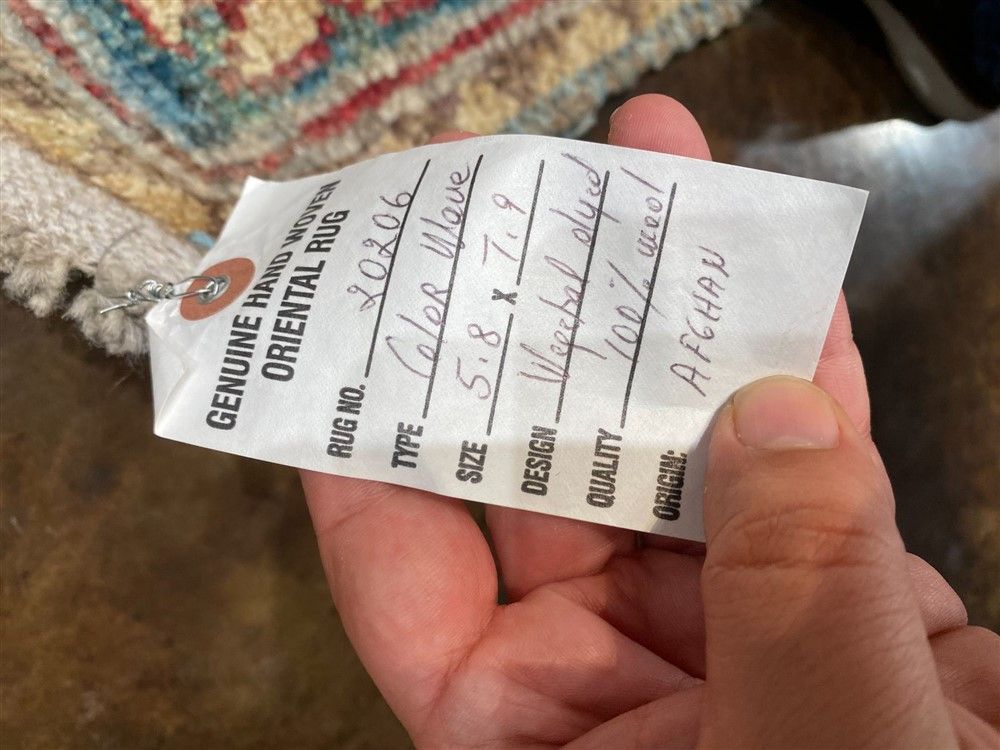 GENUINE HAND WOVEN
ORIENTAL RUG
RUG NO. 20206
TYPE Color Wave
SIZE 5.8 X 7.9
DESIGN Vegetbal dyed
QUALITY 100% wool
ORIGIN: AFGHAN